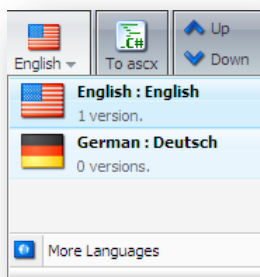 C#
Up
English
To ascx
Down
English : English
1 version.
German : Deutsch
0 versions.
More Languages